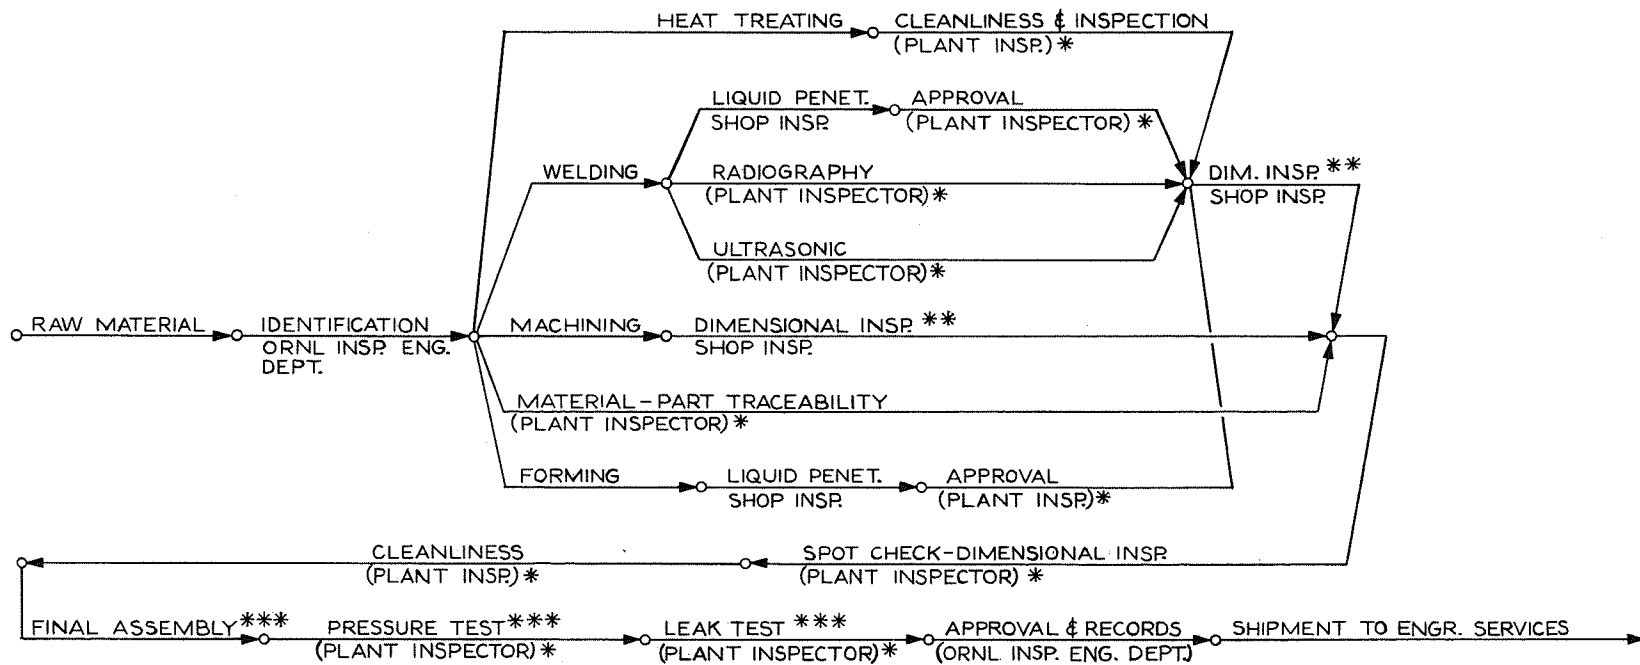 HEAT TREATING
CLEANLINESS & INSPECTION
(PLANT INSP.) *
LIQUID PENET.
SHOP INSP.
APPROVAL
(PLANT INSPECTOR) *
WELDING
RADIOGRAPHY
(PLANT INSPECTOR) *
DIM. INSP. **
SHOP INSP.
ULTRASONIC
(PLANT INSPECTOR) *
RAW MATERIAL
IDENTIFICATION
ORNL INSP. ENG.
DEPT.
MACHINING
DIMENSIONAL INSP. **
SHOP INSP.
MATERIAL-PART TRACEABILITY
(PLANT INSPECTOR) *
FORMING
LIQUID PENET.
SHOP INSP.
APPROVAL
(PLANT INSP.) *
CLEANLINESS
(PLANT INSP.) *
SPOT CHECK-DIMENSIONAL INSP.
(PLANT INSPECTOR) *
FINAL ASSEMBLY ***
PRESSURE TEST ***
(PLANT INSPECTOR) *
LEAK TEST ***
(PLANT INSPECTOR) *
APPROVAL & RECORDS
(ORNL INSP. ENG. DEPT.)
SHIPMENT TO ENGR. SERVICES